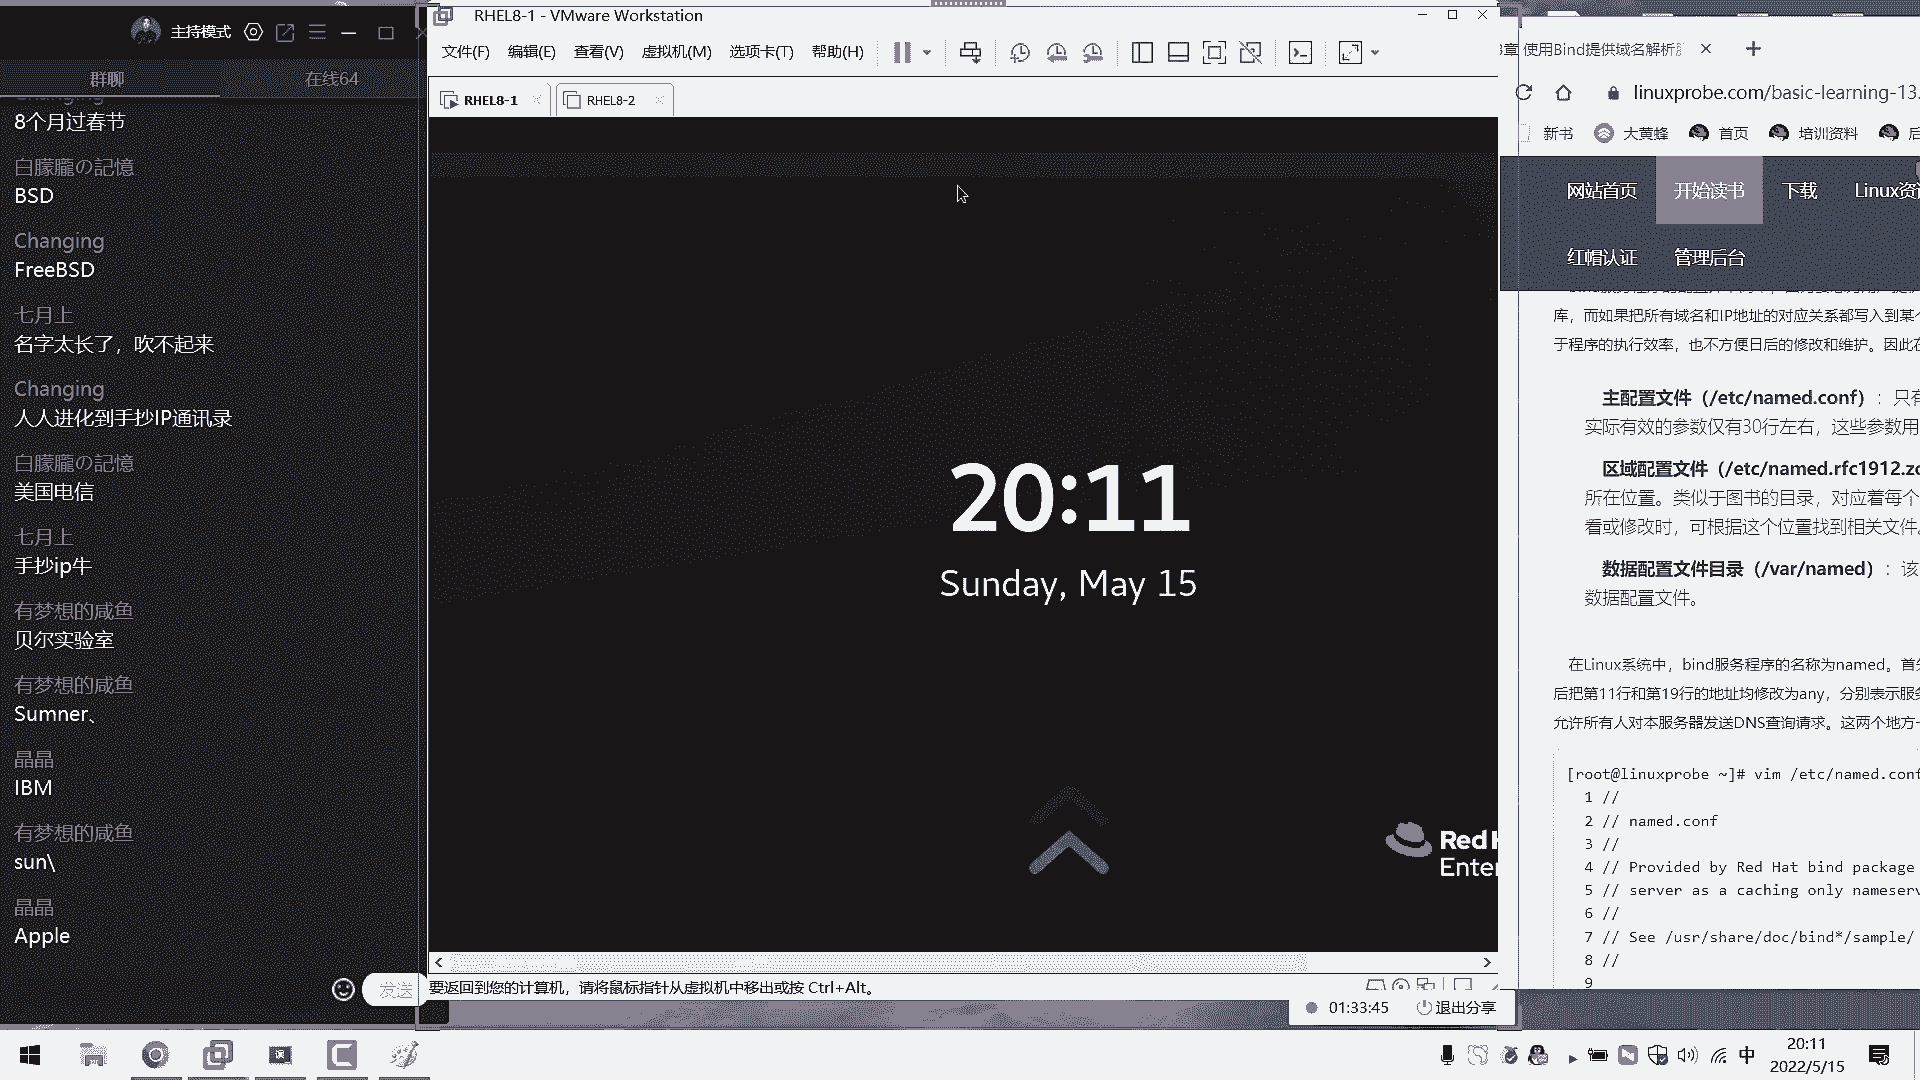 主持模式
群聊
在线64
Changing
8个月过春节
白朦朧の記憶
BSD
Changing
FreeBSD
七月上
名字太长了，吹不起来
Changing
人人进化到手抄IP通讯录
白朦朧の記憶
美国电信
七月上
手抄ip牛
有梦想的咸鱼
贝尔实验室
有梦想的咸鱼
Sumner、
晶晶
IBM
有梦想的咸鱼
sun\
晶晶
Apple
发送
RHEL8-1 - VMware Workstation
文件(F) 编辑(E) 查看(V) 虚拟机(M) 选项卡(T) 帮助(H)
RHEL8-1
RHEL8-2
20:11
Sunday, May 15
Red H
Enter
要返回到您的计算机，请将鼠标指针从虚拟机中移出或按 Ctrl+Alt。
01:33:45
退出分享
章 使用Bind提供域名解析
linuxprobe.com/basic-learning-13.
新书 大黄蜂 首页 培训资料
网站首页 开始读书 下载 Linux资
红帽认证 管理后台
库，而如果把所有域名和IP地址的对应关系都写入到某个
于程序的执行效率，也不方便日后的修改和维护。因此在
主配置文件（/etc/named.conf）：只有
实际有效的参数仅有30行左右，这些参数用
区域配置文件（/etc/named.rfc1912.zo
所在位置。类似于图书的目录，对应着每个
看或修改时，可根据这个位置找到相关文件。
数据配置文件目录（/var/named）：该
数据配置文件。
在Linux系统中，bind服务程序的名称为named。首先
后把第11行和第19行的地址均修改为any，分别表示服务
允许所有人对本服务器发送DNS查询请求。这两个地方一
[root@linuxprobe ~]# vim /etc/named.conf
1 //
2 // named.conf
3 //
4 // Provided by Red Hat bind package
5 // server as a caching only nameserv
6 //
7 // See /usr/share/doc/bind*/sample/
8 //
9
中
20:11
2022/5/15